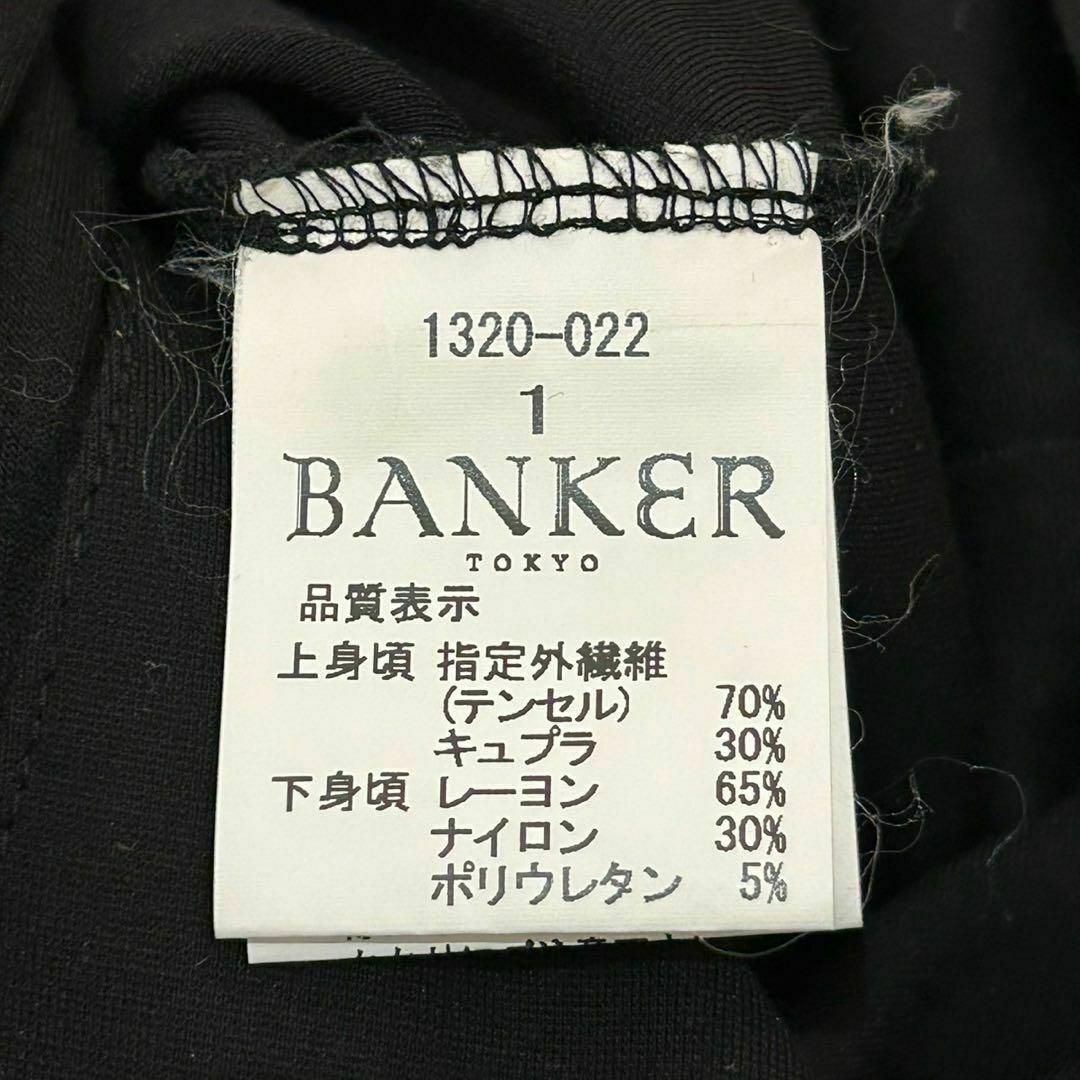 1320-022
1
BANKER
TOKYO
品質表示
上身頃 指定外繊維
(テンセル) 70%
キュプラ 30%
下身頃 レーヨン 65%
ナイロン 30%
ポリウレタン 5%